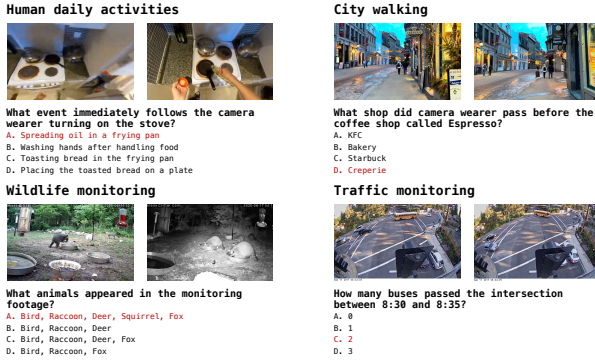 Human daily activities
What event immediately follows the camera
wearer turning on the stove?
A. Spreading oil in a frying pan
B. Washing hands after handling food
C. Toasting bread in the frying pan
D. Placing the toasted bread on a plate
City walking
What shop did camera wearer pass before the
coffee shop called Espresso?
A. KFC
B. Bakery
C. Starbuck
D. Creperie
Wildlife monitoring
What animals appeared in the monitoring
footage?
A. Bird, Raccoon, Deer, Squirrel, Fox
B. Bird, Raccoon, Deer
C. Bird, Raccoon, Deer, Fox
D. Bird, Raccoon, Fox
Traffic monitoring
How many buses passed the intersection
between 8:30 and 8:35?
A. 0
B. 1
C. 2
D. 3